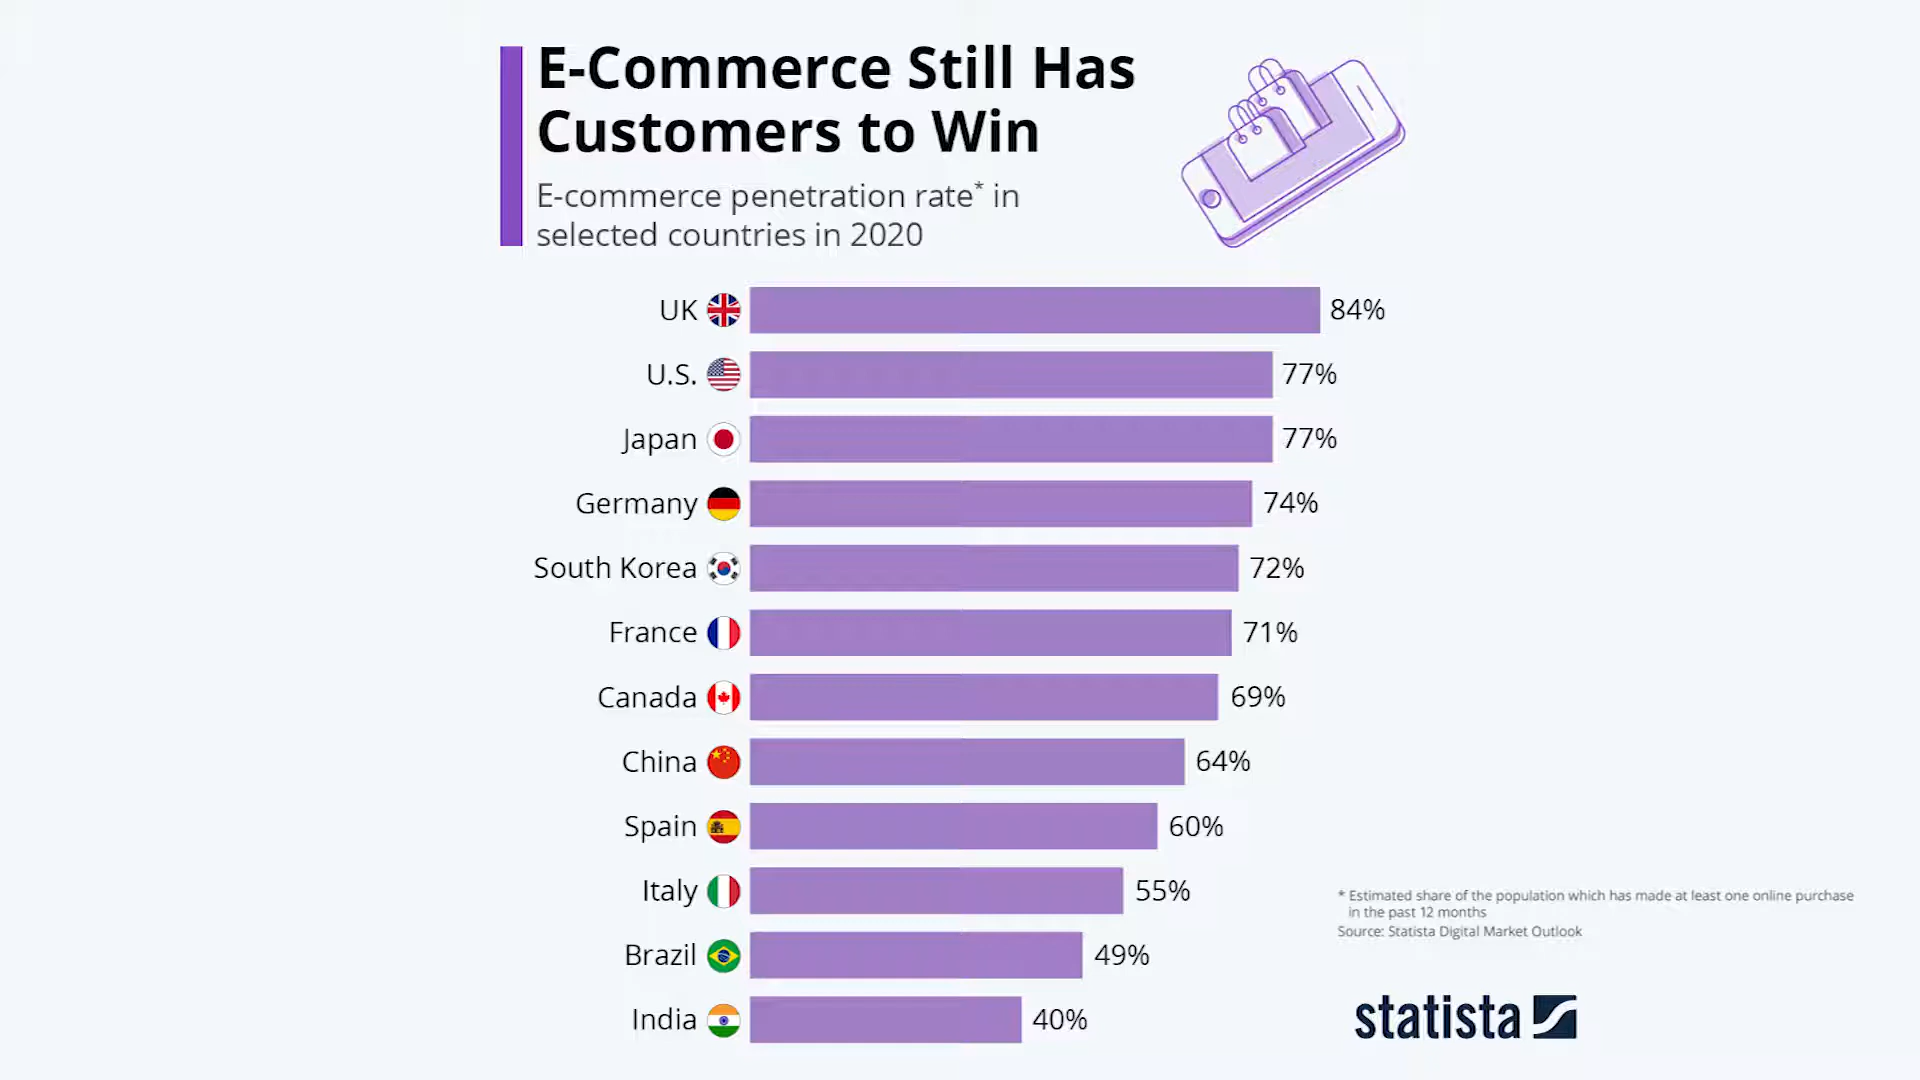 E-Commerce Still Has
Customers to Win
E-commerce penetration rate* in
selected countries in 2020
UK 84%
U.S. 77%
Japan 77%
Germany 74%
South Korea 72%
France 71%
Canada 69%
China 64%
Spain 60%
Italy 55%
Brazil 49%
India 40%
* Estimated share of the population which has made at least one online purchase
in the past 12 months
Source: Statista Digital Market Outlook
statista